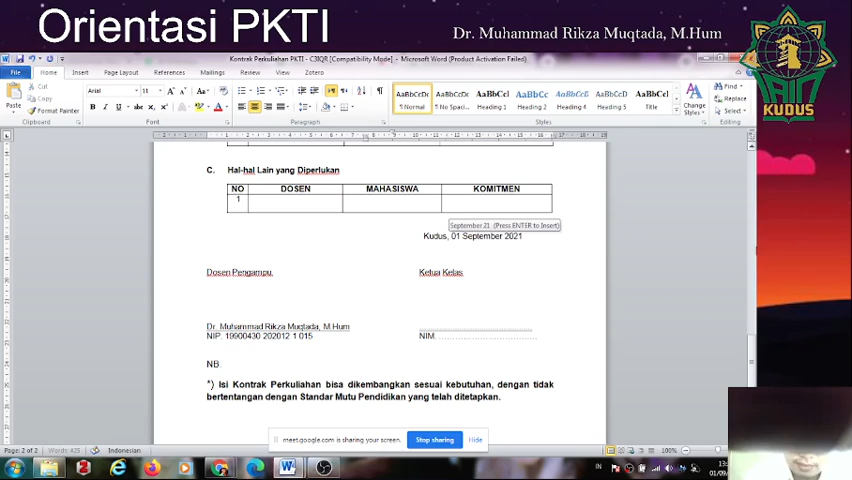 Orientasi PKTI
Dr. Muhammad Rikza Muqtada, M.Hum
KUDUS
Kontrak Perkuliahan PKTI - C3IQR [Compatibility Mode] - Microsoft Word (Product Activation Failed)
File Home Insert Page Layout References Mailings Review View Zotero
Cut
Copy
Format Painter
Paste
Clipboard
Arial 11
Font
Paragraph
AaBbCcDc AaBbCcDc AaBbCcI AaBbCc AaBbCcI AaBbCc AaBbCcl
¶ Normal ¶ No Spaci... Heading 1 Heading 2 Heading 4 Heading 5 Title
Change
Styles
Styles
Find
Replace
Select
Editing
C. Hal-hal Lain yang Diperlukan
NO DOSEN MAHASISWA KOMITMEN
1
September 21 (Press ENTER to Insert)
Kudus, 01 September 2021
Dosen Pengampu, Ketua Kelas
Dr. Muhammad Rikza Muqtada, M.Hum
NIP. 19900430 202012 1 015 NIM.
NB.
*) Isi Kontrak Perkuliahan bisa dikembangkan sesuai kebutuhan, dengan tidak
bertentangan dengan Standar Mutu Pendidikan yang telah ditetapkan.
meet.google.com is sharing your screen. Stop sharing Hide
Page: 2 of 2 Words: 425 Indonesian 100%
IN